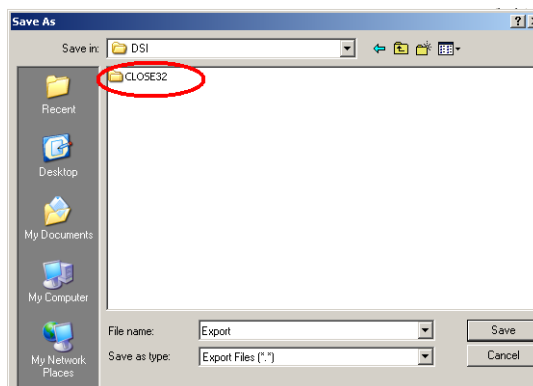 Save As
Save in:
DSI
CLOSE32
Recent
Desktop
My Documents
My Computer
My Network
Places
File name:
Export
Save
Save as type:
Export Files (*.*)
Cancel